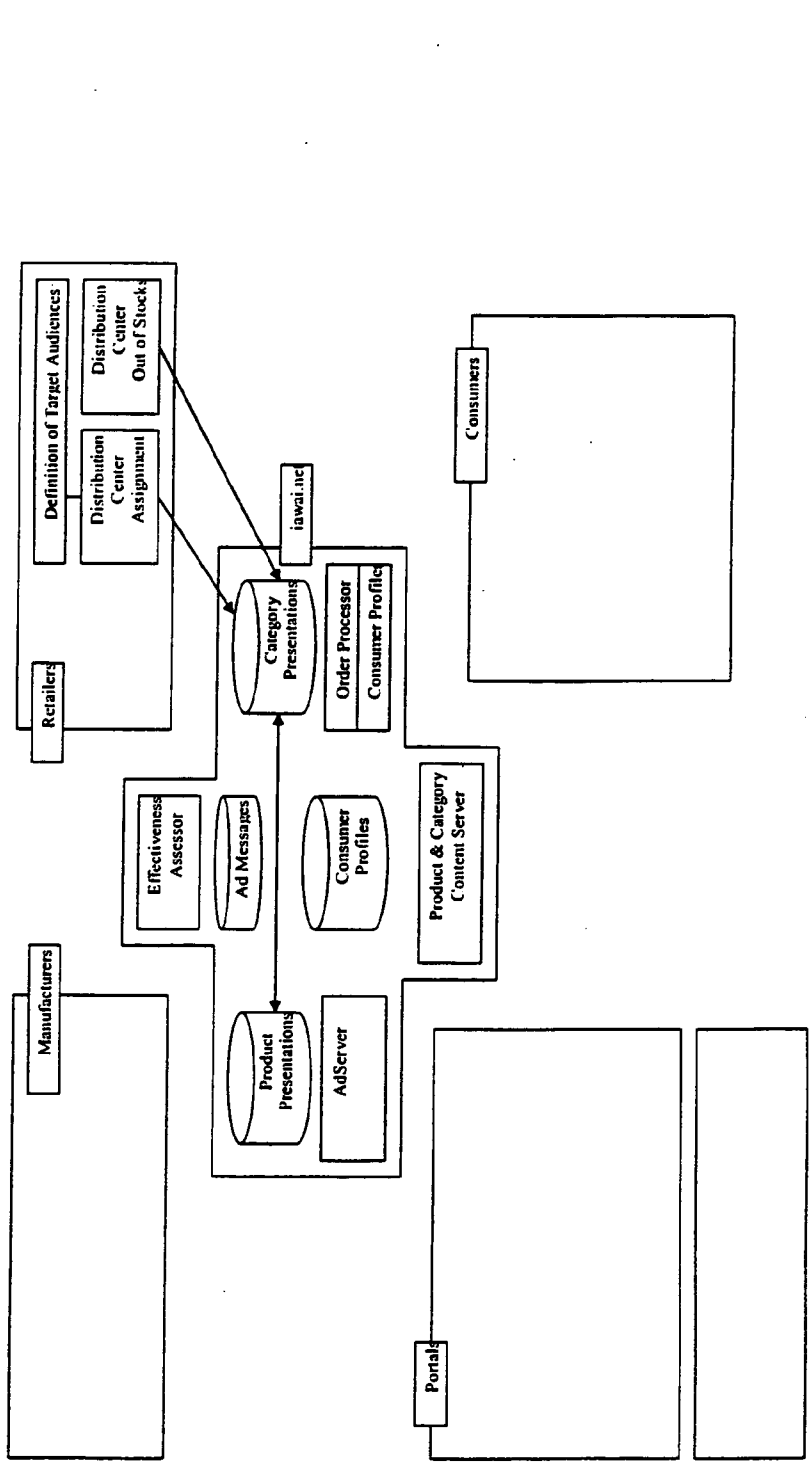 Manufacturers
Retailers
Definition of Target Audiences
Distribution
Center
Assignment
Distribution
Center
Out of Stocks
Effectiveness
Assessor
Ad Messages
Product
Presentations
Category
Presentations
iawai.net
AdServer
Consumer
Profiles
Order Processor
Consumer Profiles
Product & Category
Content Server
Portals
Consumers